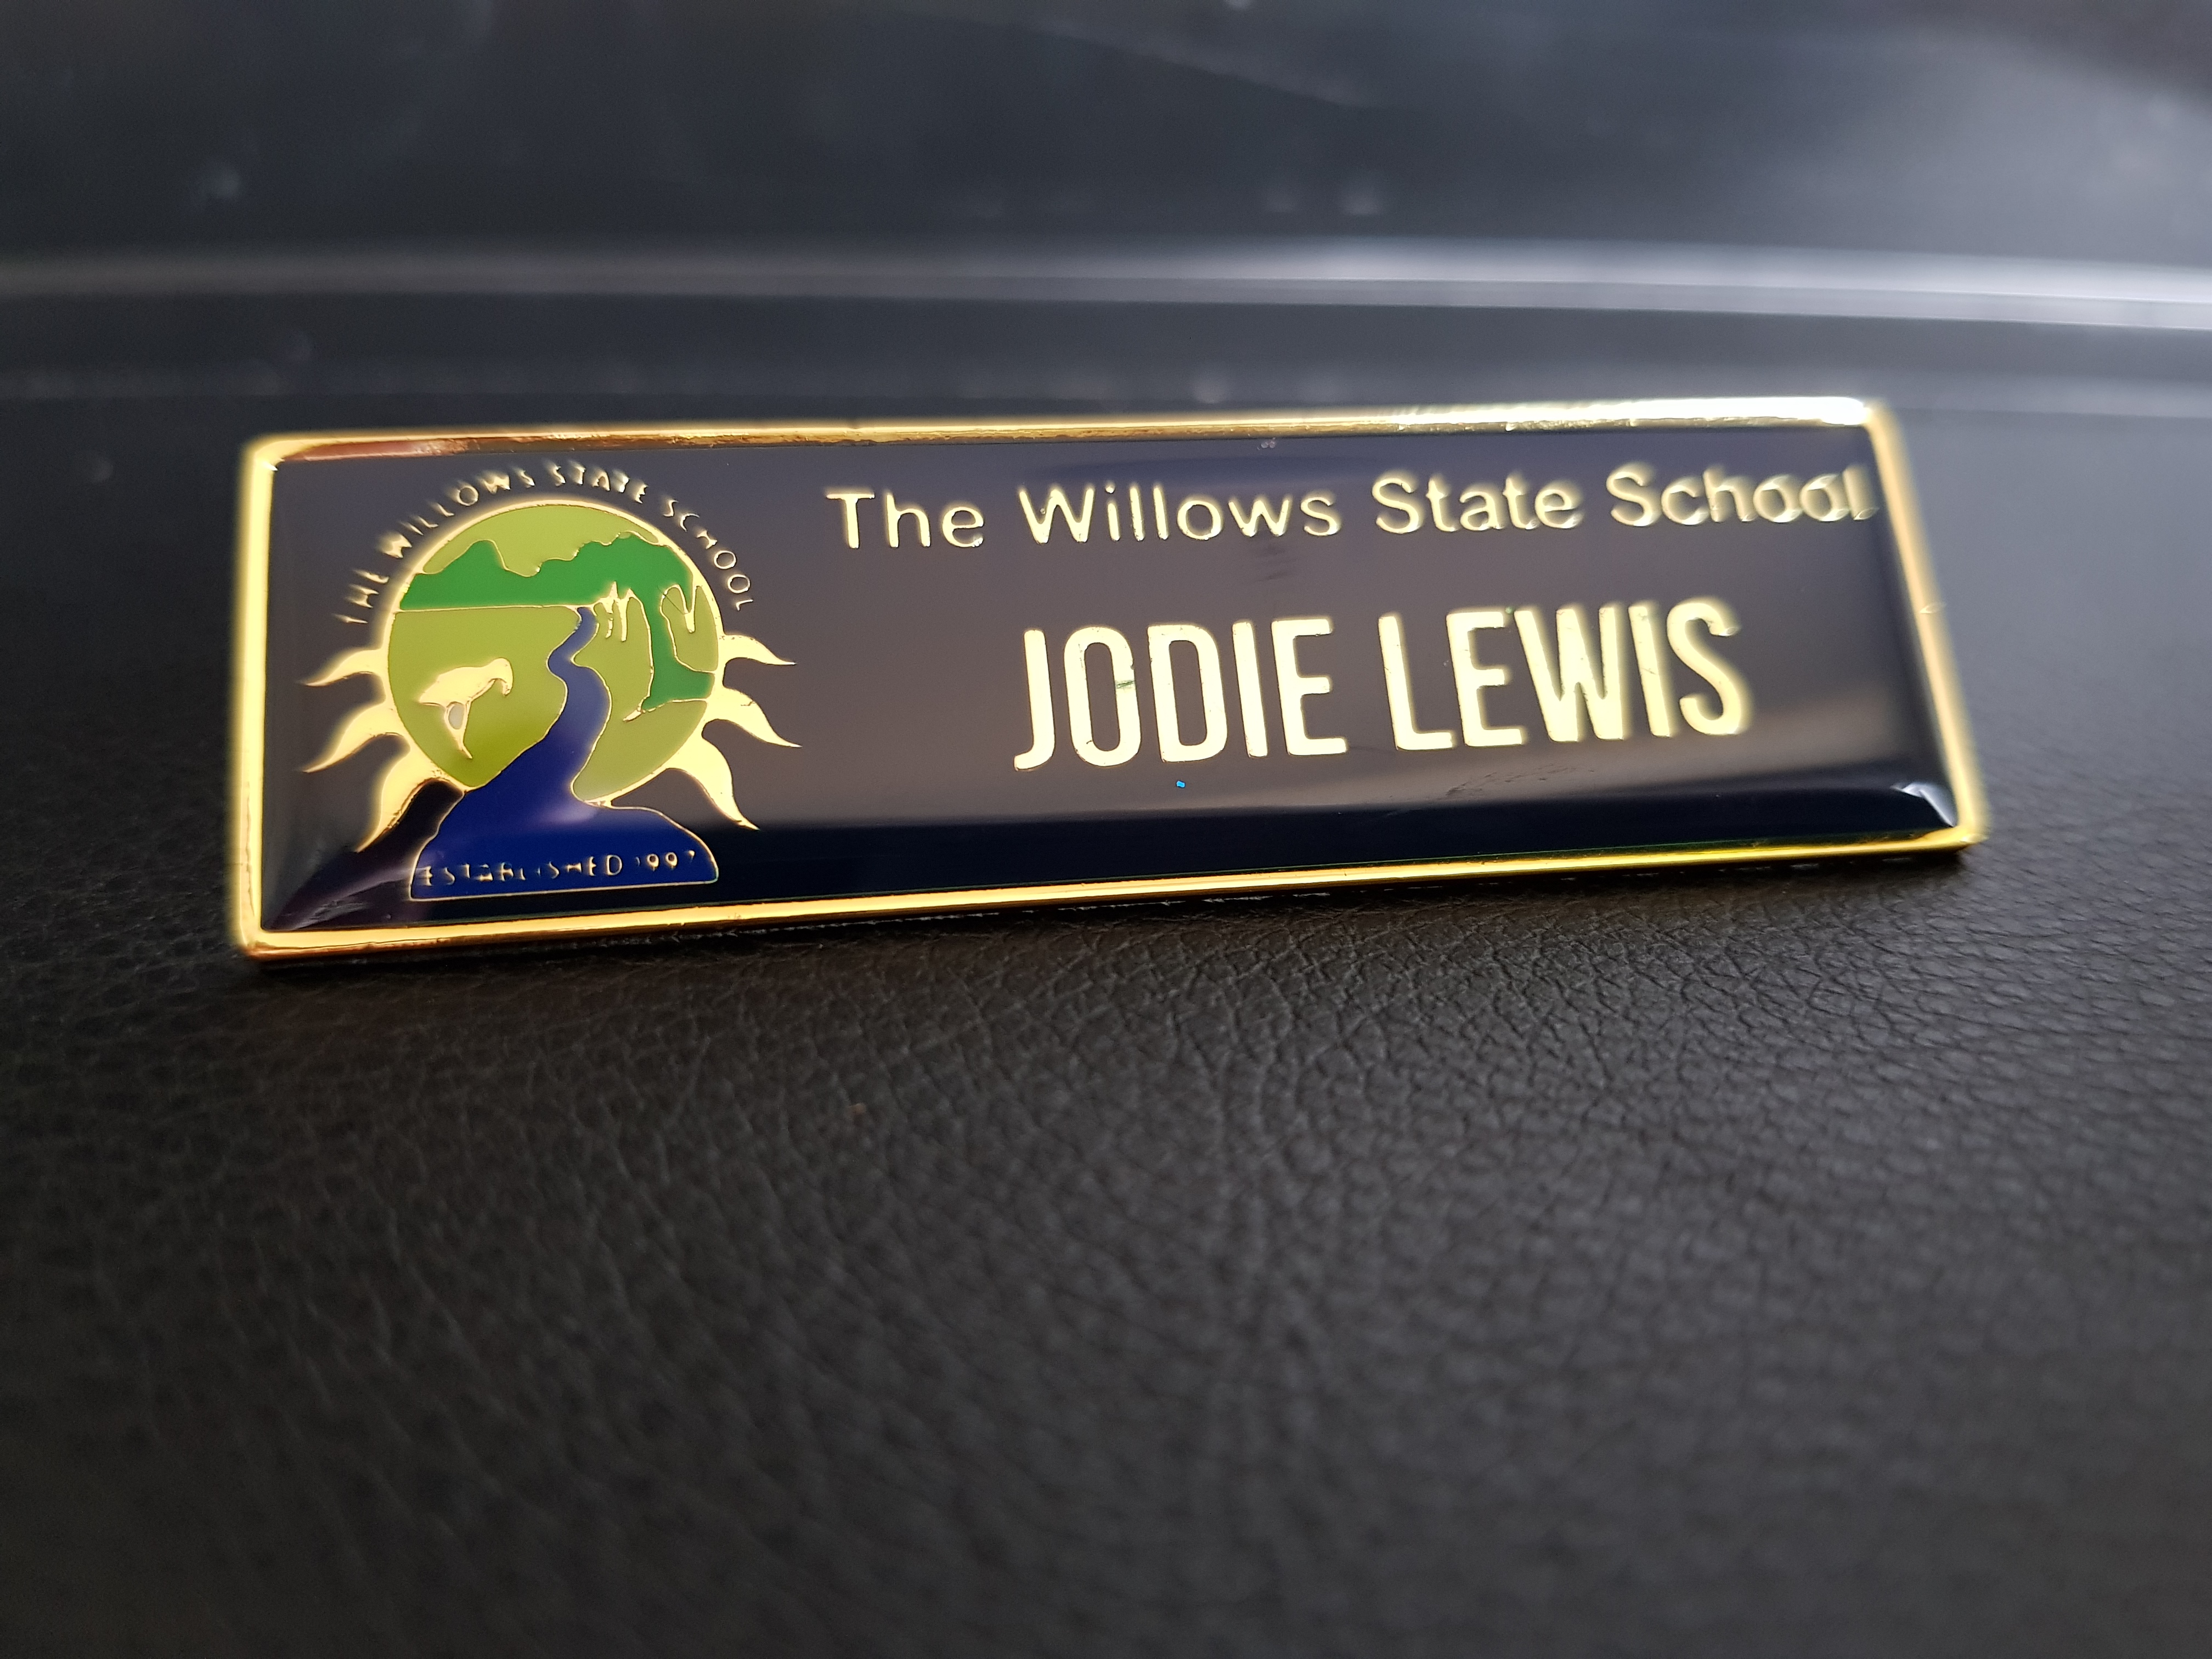 THE WILLOWS STATE SCHOOL
The Willows State School
JODIE LEWIS
ESTABLISHED 1997